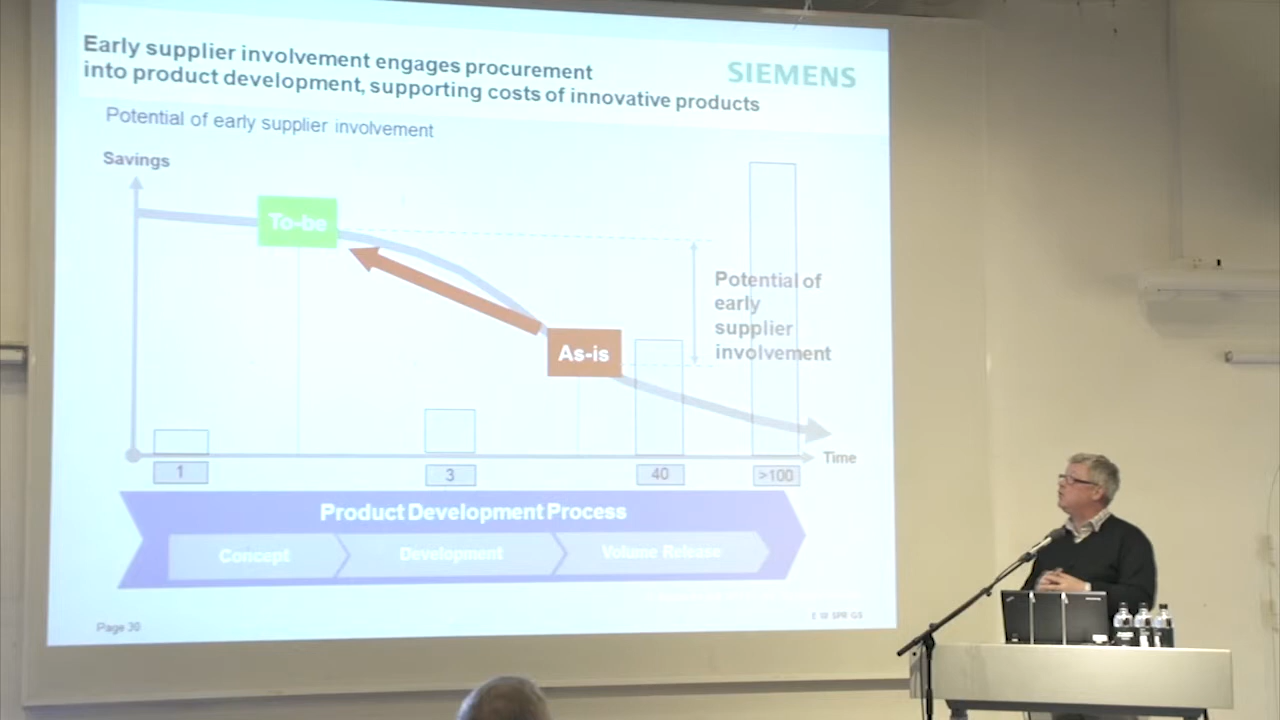 Early supplier involvement engages procurement
into product development, supporting costs of innovative products
SIEMENS
Potential of early supplier involvement
Savings
To-be
Potential of
early
supplier
involvement
As-is
Time
1
3
40
>100
Product Development Process
Concept
Development
Volume Release
Page 30